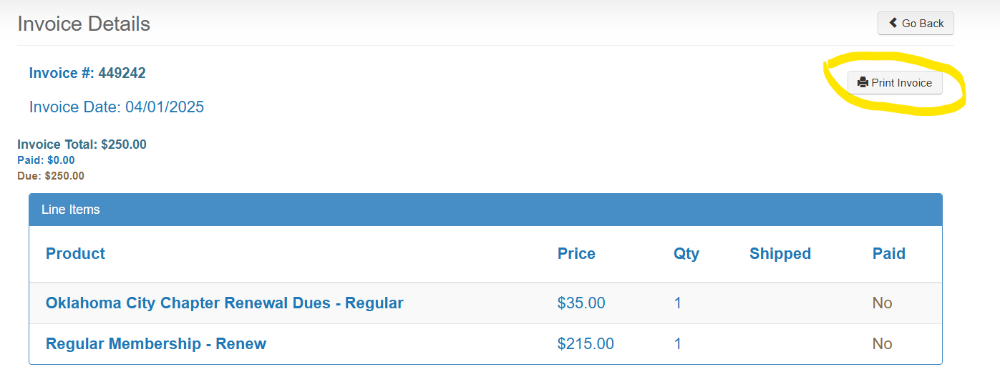 Invoice Details
Go Back
Invoice #: 449242
Print Invoice
Invoice Date: 04/01/2025
Invoice Total: $250.00
Paid: $0.00
Due: $250.00
Line Items
Product Price Qty Shipped Paid
Oklahoma City Chapter Renewal Dues - Regular $35.00 1 No
Regular Membership - Renew $215.00 1 No